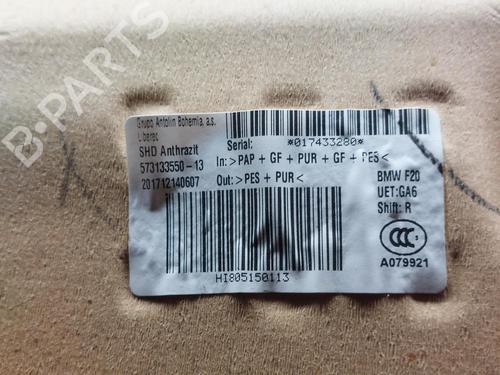 B-PARTS
Grupo Antolin Bohemia, a.s.
Liberec
SHD Anthrazit
573133550-13
201712140607
Serial: *017433280*
In: >PAP + GF + PUR + GF + PES<
Out: >PES + PUR<
BMW F20
UET:GA6
Shift: R
CCC
A079921
HI805150113